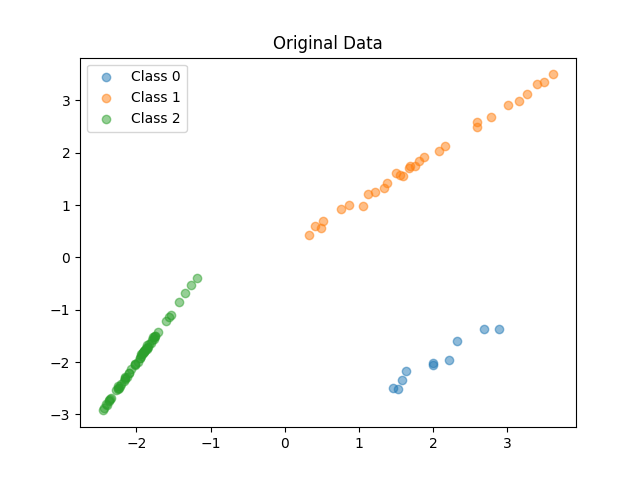 Original Data
Class 0
Class 1
Class 2
3
2
1
0
−1
−2
−3
−2 −1 0 1 2 3